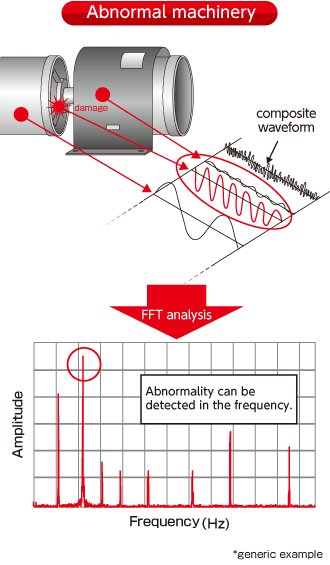 Abnormal machinery
damage
composite
waveform
FFT analysis
Abnormality can be
detected in the frequency.
Amplitude
Frequency (Hz)
*generic example